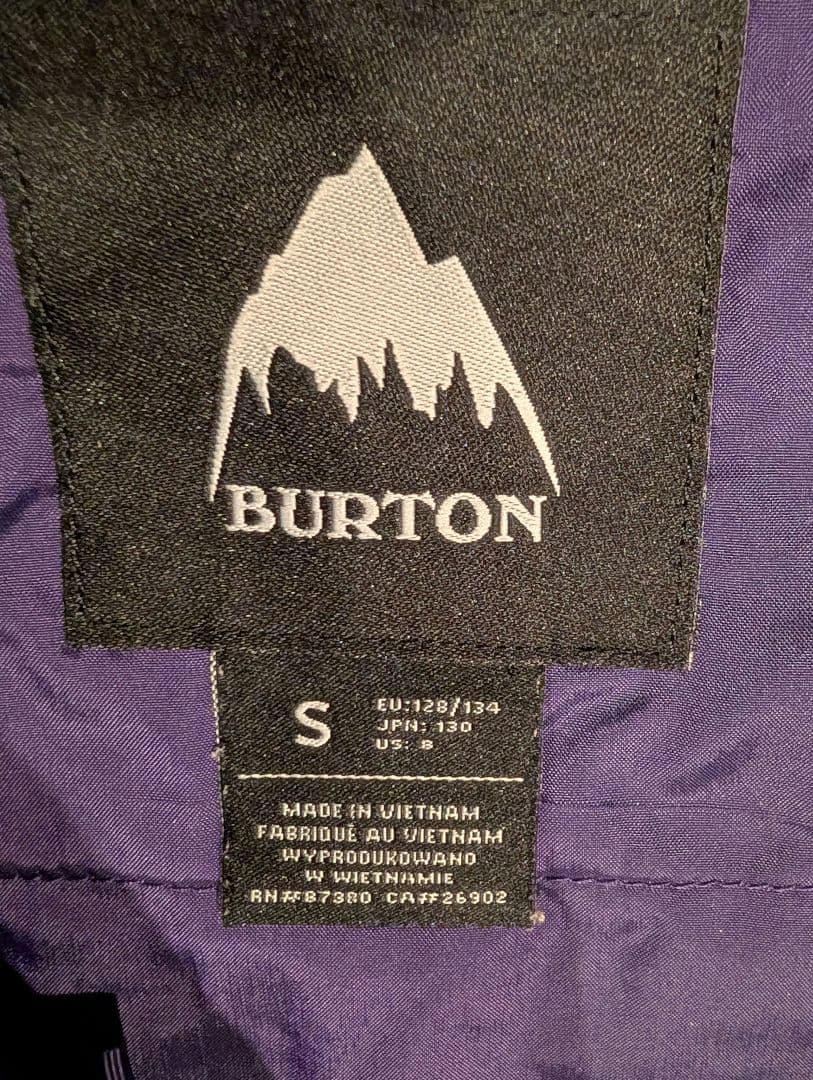 BURTON
S
EU:128/134
JPN: 130
US: 8
MADE IN VIETNAM
FABRIQUÉ AU VIETNAM
WYPRODUKOWANO
W WIETNAMIE
RN#87380 CA#26902